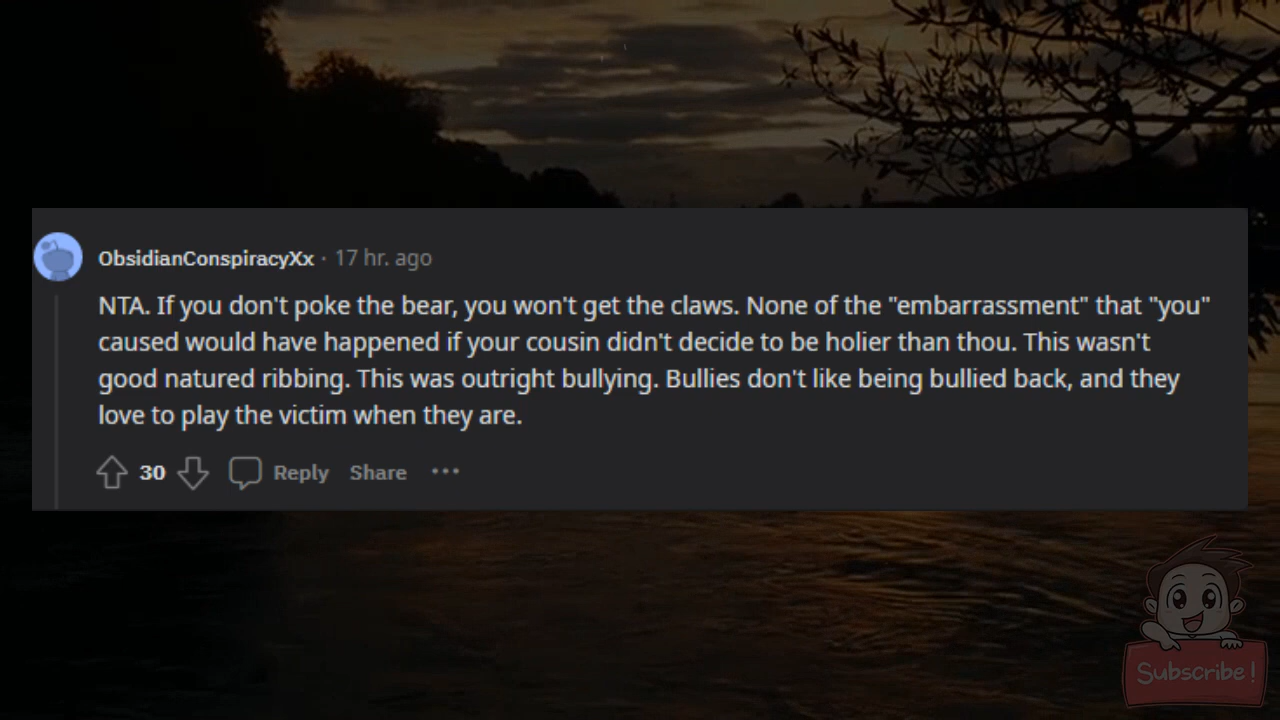 ObsidianConspiracyXx · 17 hr. ago
NTA. If you don't poke the bear, you won't get the claws. None of the "embarrassment" that "you"
caused would have happened if your cousin didn't decide to be holier than thou. This wasn't
good natured ribbing. This was outright bullying. Bullies don't like being bullied back, and they
love to play the victim when they are.
30 Reply Share ···
Subscribe!